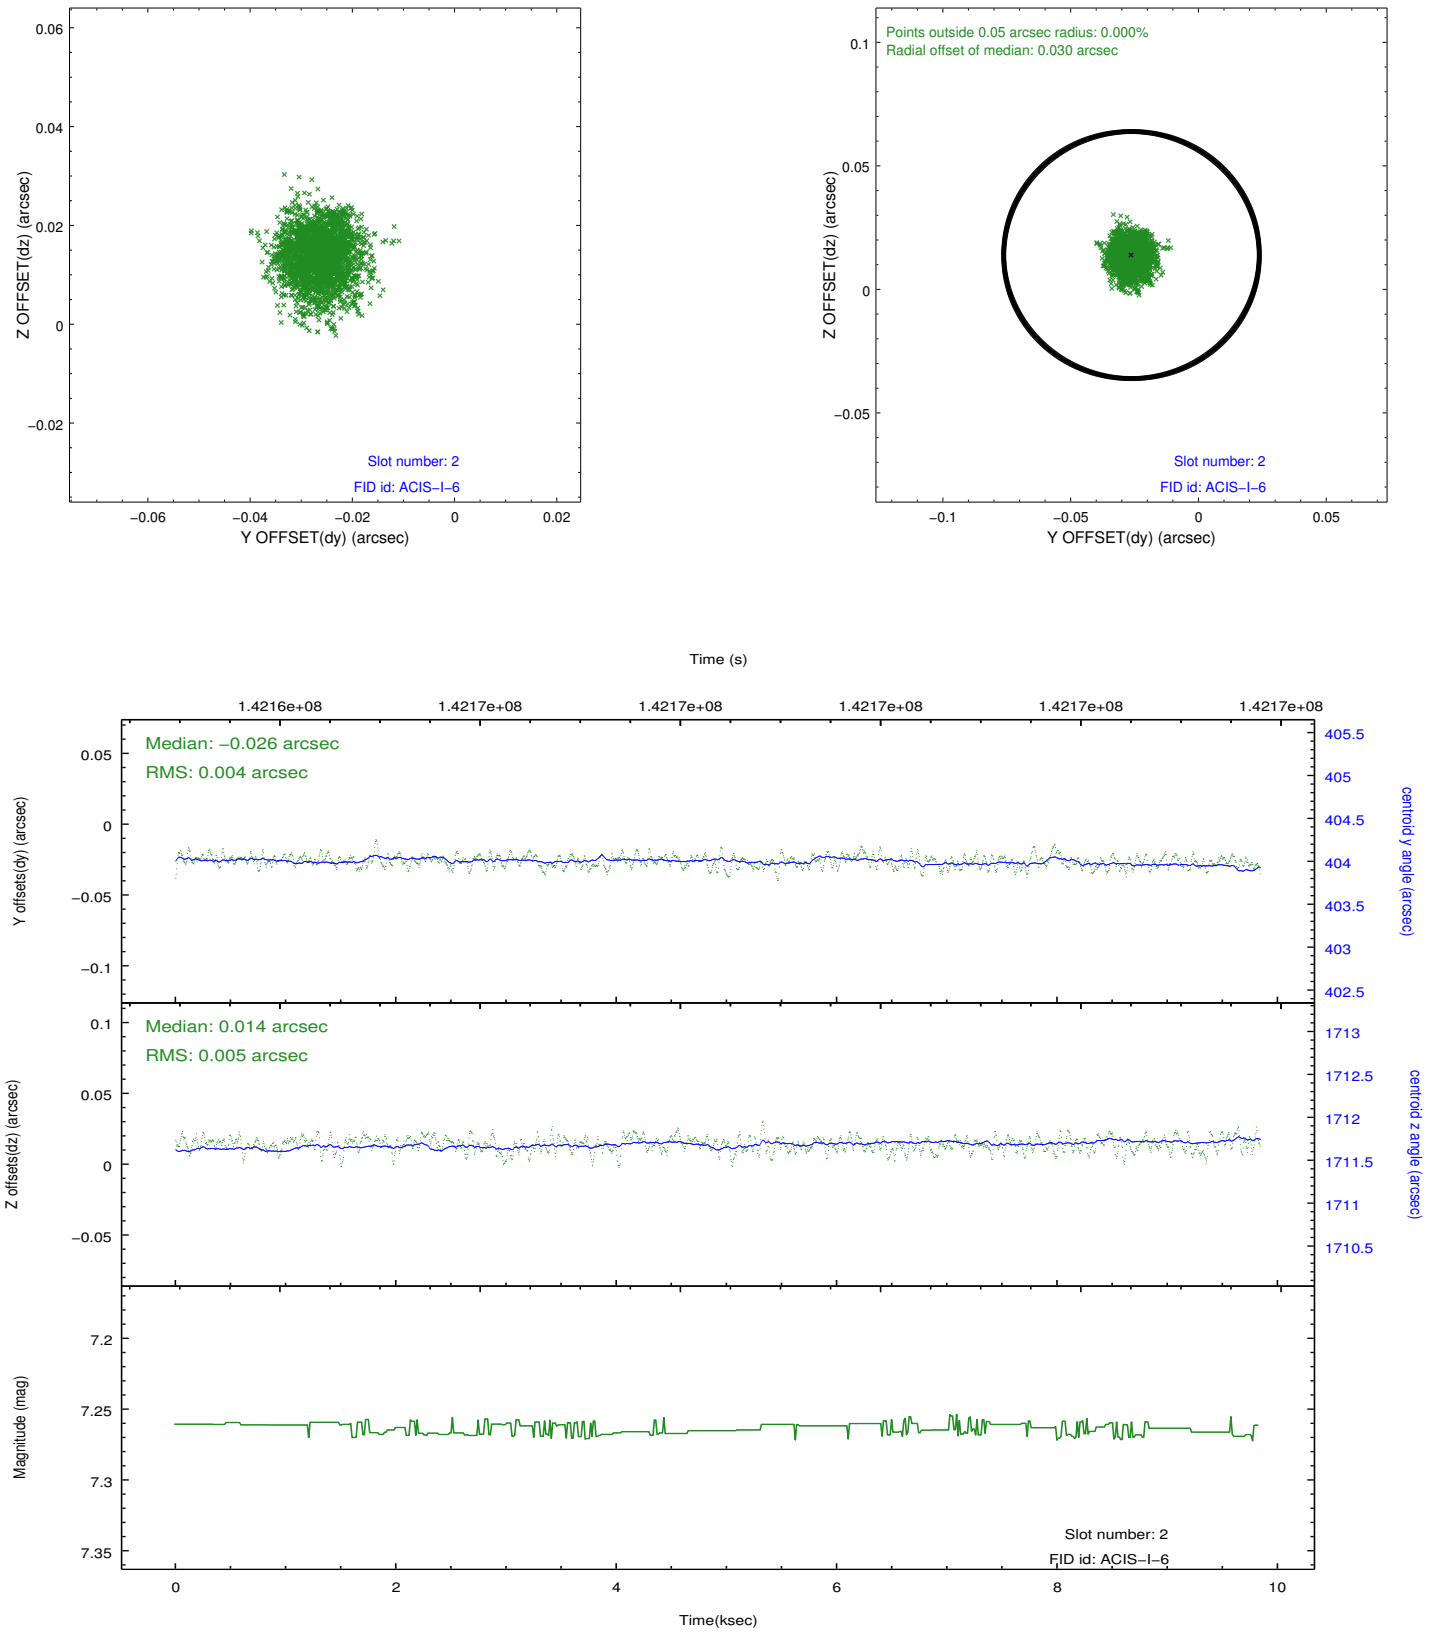 0.06
0.04
0.02
0
−0.02
Z OFFSET(dz) (arcsec)
Slot number: 2
FID id: ACIS−I−6
−0.06
−0.04
−0.02
0
0.02
Y OFFSET(dy) (arcsec)
Points outside 0.05 arcsec radius: 0.000%
Radial offset of median: 0.030 arcsec
0.1
0.05
0
−0.05
Z OFFSET(dz) (arcsec)
Slot number: 2
FID id: ACIS−I−6
−0.1
−0.05
0
0.05
Y OFFSET(dy) (arcsec)
Time (s)
1.4216e+08
1.4217e+08
1.4217e+08
1.4217e+08
1.4217e+08
1.4217e+08
Median: −0.026 arcsec
RMS: 0.004 arcsec
0.05
0
−0.05
−0.1
Y offsets(dy) (arcsec)
405.5
405
404.5
404
403.5
403
402.5
centroid y angle (arcsec)
Median: 0.014 arcsec
RMS: 0.005 arcsec
0.1
0.05
0
−0.05
Z offsets(dz) (arcsec)
1713
1712.5
1712
1711.5
1711
1710.5
centroid z angle (arcsec)
7.2
7.25
7.3
7.35
Magnitude (mag)
Slot number: 2
FID id: ACIS−I−6
0
2
4
6
8
10
Time(ksec)